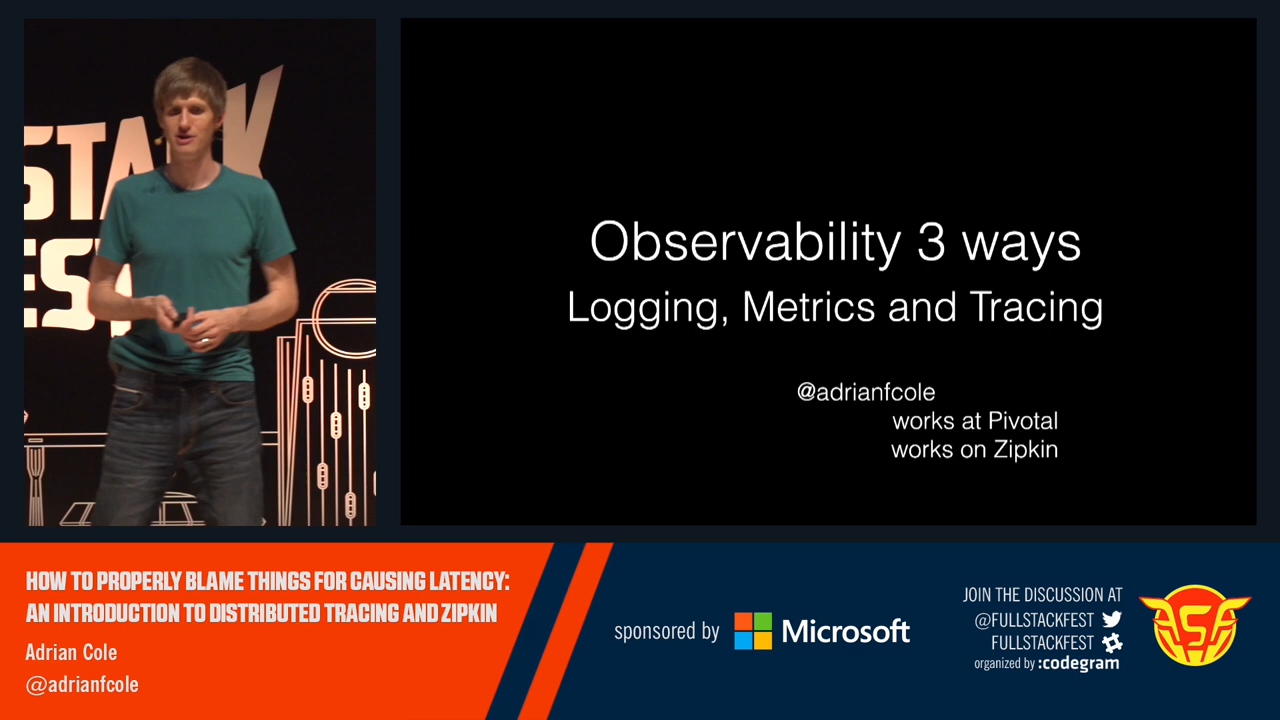 STALK
Observability 3 ways
Logging, Metrics and Tracing
@adrianfcole
works at Pivotal
works on Zipkin
HOW TO PROPERLY BLAME THINGS FOR CAUSING LATENCY:
AN INTRODUCTION TO DISTRIBUTED TRACING AND ZIPKIN
Adrian Cole
@adrianfcole
sponsored by Microsoft
JOIN THE DISCUSSION AT
@FULLSTACKFEST
FULLSTACKFEST
organized by :codegram
FSF